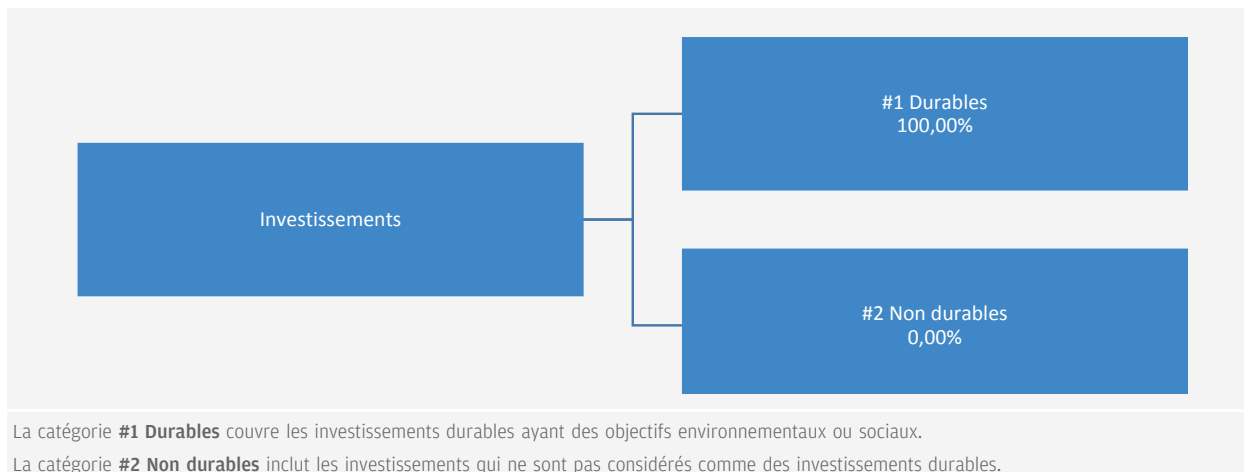 Investissements
#1 Durables
100,00%
#2 Non durables
0,00%
La catégorie #1 Durables couvre les investissements durables ayant des objectifs environnementaux ou sociaux.
La catégorie #2 Non durables inclut les investissements qui ne sont pas considérés comme des investissements durables.